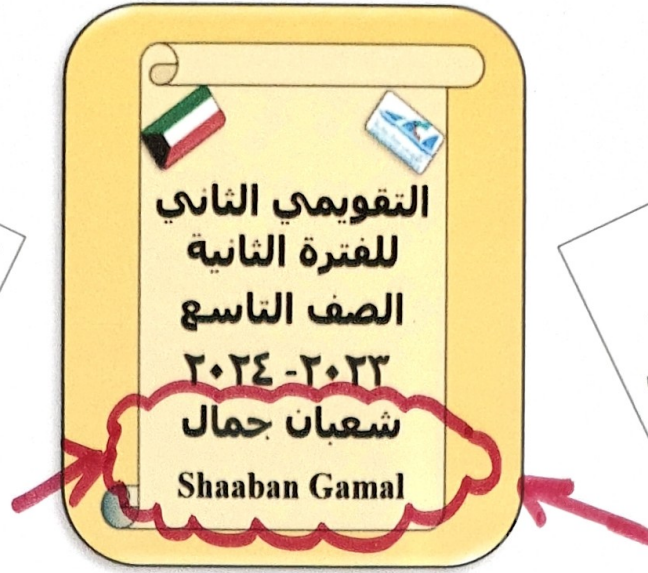 التقويمي الثاني
للفترة الثانية
الصف التاسع
٢٠٢٣- ٢٠٢٤
شعبان جمال
Shaaban Gamal